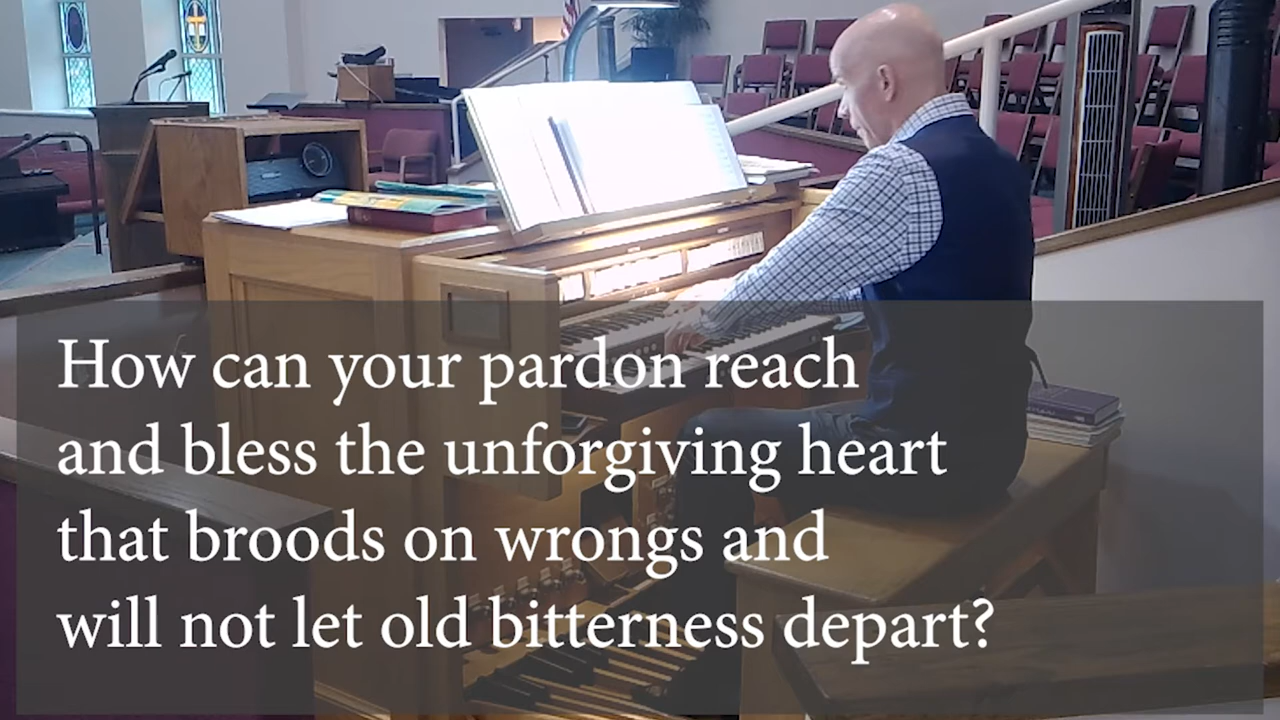 How can your pardon reach
and bless the unforgiving heart
that broods on wrongs and
will not let old bitterness depart?